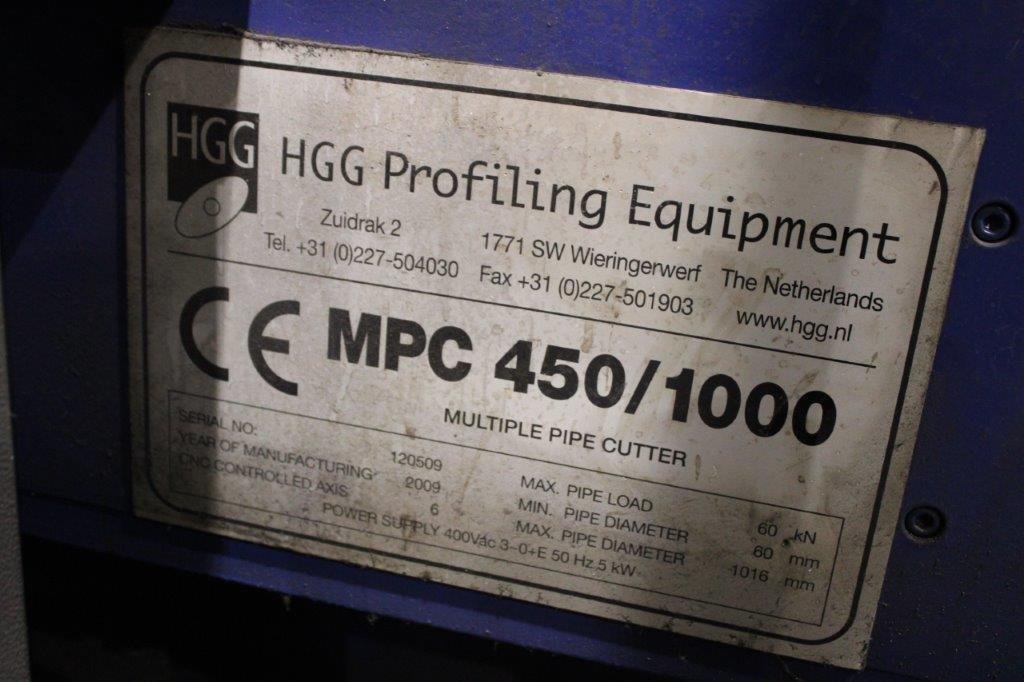 HGG
HGG Profiling Equipment
Zuidrak 2 1771 SW Wieringerwerf The Netherlands
Tel. +31 (0)227-504030 Fax +31 (0)227-501903 www.hgg.nl
CE MPC 450/1000
MULTIPLE PIPE CUTTER
SERIAL NO: 120509 MAX. PIPE LOAD 60 kN
YEAR OF MANUFACTURING 2009 MIN. PIPE DIAMETER 60 mm
CNC CONTROLLED AXIS 6 MAX. PIPE DIAMETER 1016 mm
POWER SUPPLY 400Vac 3~0+E 50 Hz 5 kW